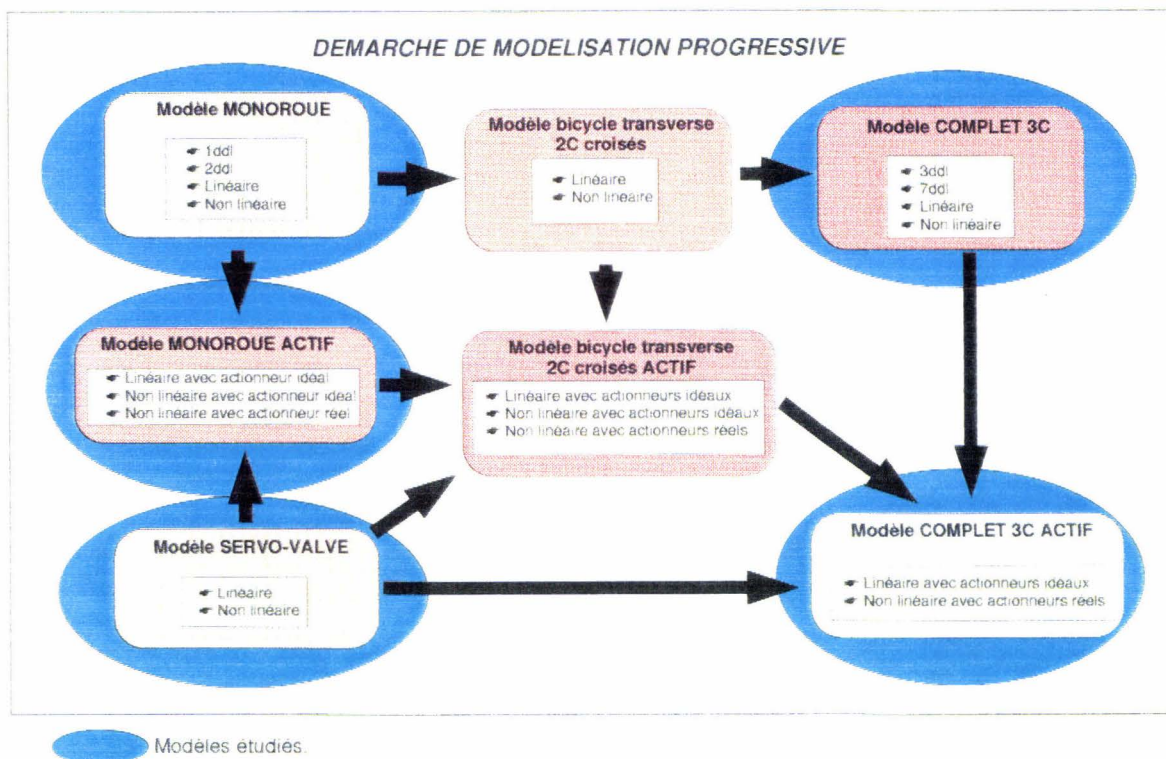 DEMARCHE DE MODELISATION PROGRESSIVE
Modèle MONOROUE
☛ 1ddl
☛ 2ddl
☛ Linéaire
☛ Non linéaire
Modèle bicycle transverse
2C croisés
☛ Linéaire
☛ Non linéaire
Modèle COMPLET 3C
☛ 3ddl
☛ 7ddl
☛ Linéaire
☛ Non linéaire
Modèle MONOROUE ACTIF
☛ Linéaire avec actionneur idéal
☛ Non linéaire avec actionneur idéal
☛ Non linéaire avec actionneur réel
Modèle bicycle transverse
2C croisés ACTIF
☛ Linéaire avec actionneurs idéaux
☛ Non linéaire avec actionneurs idéaux
☛ Non linéaire avec actionneurs réels
Modèle SERVO-VALVE
☛ Linéaire
☛ Non linéaire
Modèle COMPLET 3C ACTIF
☛ Linéaire avec actionneurs idéaux
☛ Non linéaire avec actionneurs réels
Modèles étudiés.